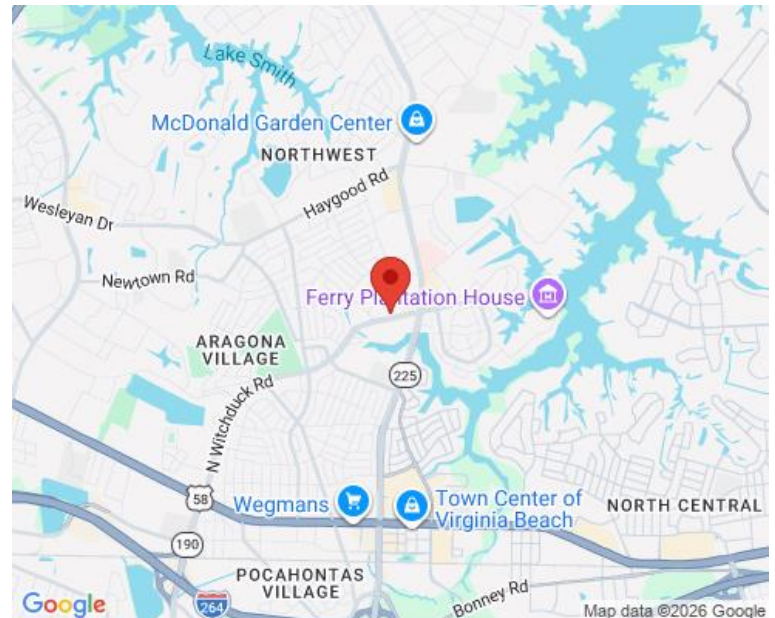 Lake Smith
McDonald Garden Center
NORTHWEST
Haygood Rd
Wesleyan Dr
Newtown Rd
Ferry Plantation House
ARAGONA
VILLAGE
225
N Witchduck Rd
58
Wegmans
Town Center of
Virginia Beach
NORTH CENTRAL
190
POCAHONTAS
VILLAGE
264
Bonney Rd
Google
Map data ©2026 Google